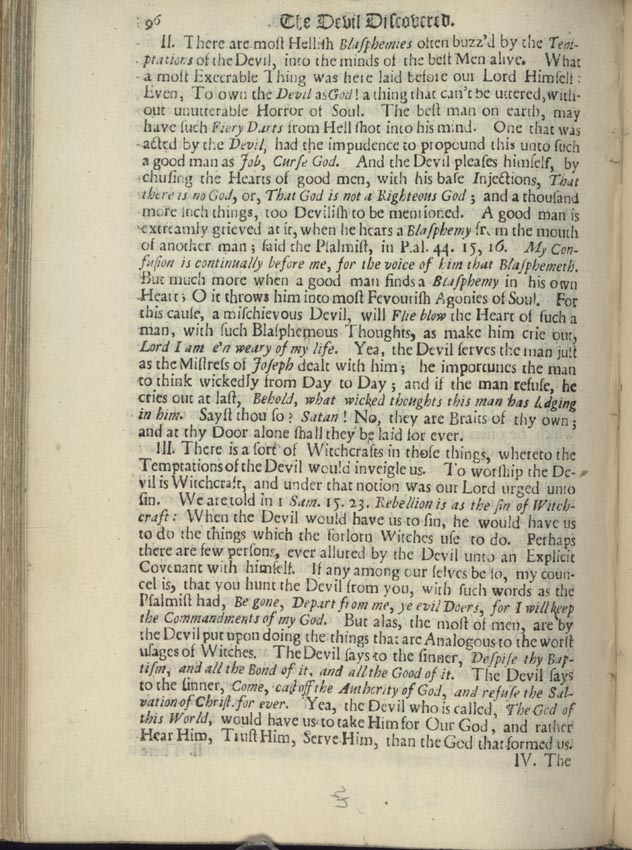 96 The Devil Discovered.
II. There are most Hellish Blasphemies often buzz'd by the Tem-
ptations of the Devil, into the minds of the best Men alive. What
a most Execrable Thing was here laid before our Lord Himself:
Even, To own the Devil as God! a thing that can't be uttered, with-
out unutterable Horror of Soul. The best man on earth, may
have such Fiery Darts from Hell shot into his mind. One that was
acted by the Devil, had the impudence to propound this unto such
a good man as Job, Curse God. And the Devil pleases himself, by
chusing the Hearts of good men, with his base Injections, That
there is no God, or, That God is not a Righteous God; and a thousand
more such things, too Devilish to be mentioned. A good man is
extreamly grieved at it, when he hears a Blasphemy from the mouth
of another man; said the Psalmist, in Psal. 44. 15, 16. My Con-
fusion is continually before me, for the voice of him that Blasphemeth.
But much more when a good man finds a Blasphemy in his own
Heart; O it throws him into most Fevourish Agonies of Soul. For
this cause, a mischievous Devil, will Flie blow the Heart of such a
man, with such Blasphemous Thoughts, as make him crie out,
Lord I am e'n weary of my life. Yea, the Devil serves the man just
as the Mistress of Joseph dealt with him; he importunes the man
to think wickedly from Day to Day; and if the man refuse, he
cries out at last, Behold, what wicked thoughts this man has lodging
in him. Sayst thou so? Satan! No, they are Brats of thy own;
and at thy Door alone shall they be laid for ever.
III. There is a sort of Witchcrafts in those things, whereto the
Temptations of the Devil would inveigle us. To worship the De-
vil is Witchcraft, and under that notion was our Lord urged unto
sin. We are told in 1 Sam. 15. 23. Rebellion is as the sin of Witch-
craft: When the Devil would have us to sin, he would have us
to do the things which the forlorn Witches use to do. Perhaps
there are few persons, ever allured by the Devil unto an Explicit
Covenant with himself. If any among our selves be so, my coun-
cel is, that you hunt the Devil from you, with such words as the
Psalmist had, Be gone, Depart from me, ye evil Doers, for I will keep
the Commandments of my God. But alas, the most of men, are by
the Devil put upon doing the things that are Analogous to the worst
usages of Witches. The Devil says to the sinner, Despise thy Bap-
tism, and all the Bond of it, and all the Good of it. The Devil says
to the sinner, Come, cast off the Authority of God, and refuse the Sal-
vation of Christ for ever. Yea, the Devil who is called, The God of
this World, would have us to take Him for Our God, and rather
Hear Him, Trust Him, Serve Him, than the God that formed us.
IV. The